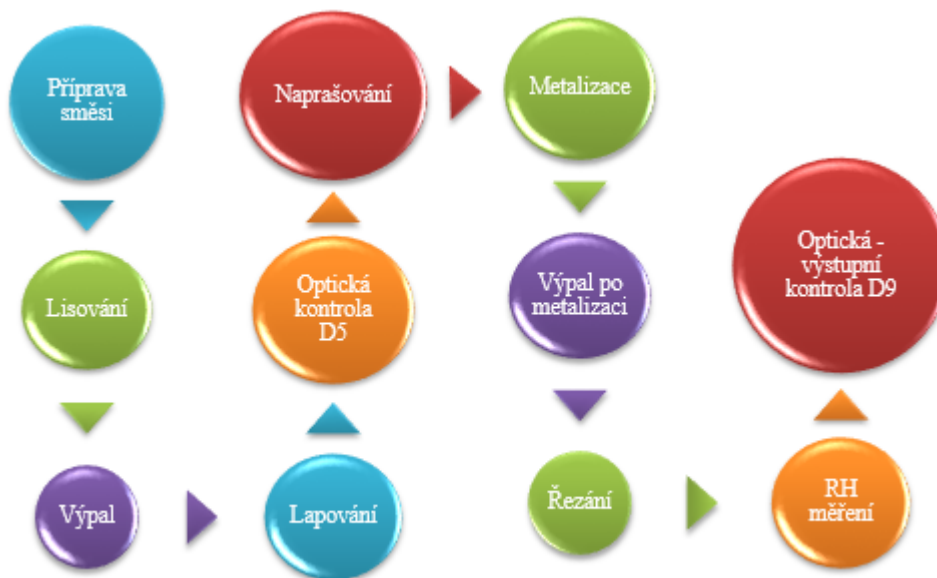 Příprava
směsi
Lisování
Výpal
Lapování
Optická
kontrola
D5
Naprašování
Metalizace
Výpal po
metalizaci
Řezání
RH
měření
Optická -
výstupní
kontrola D9